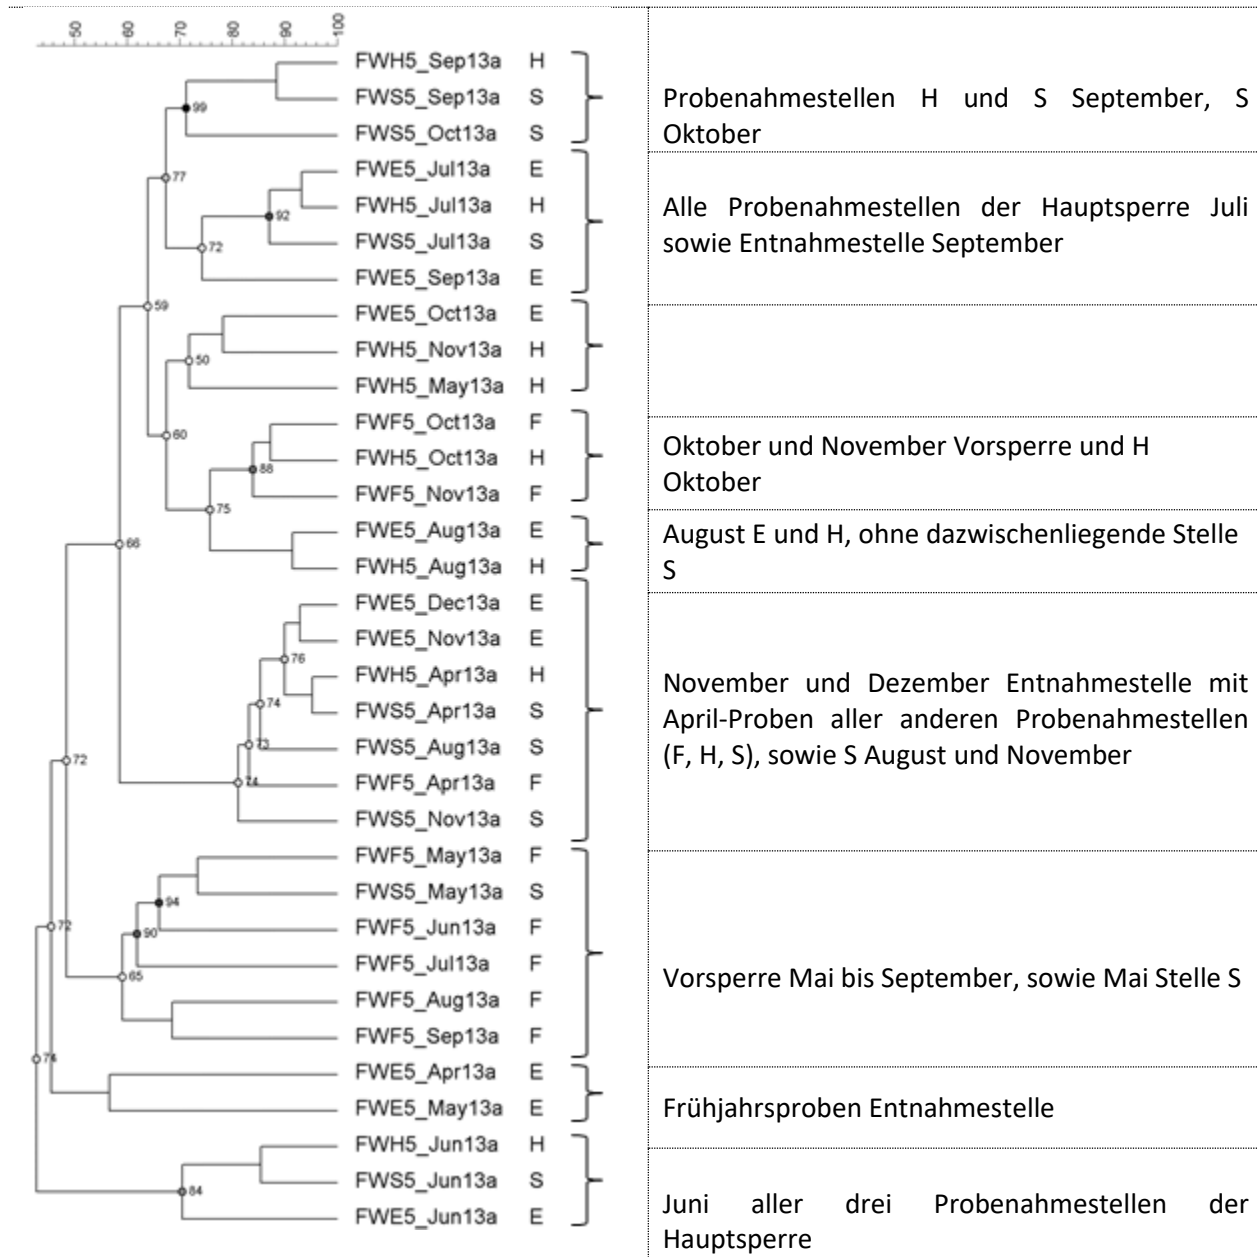 50 60 70 80 90 100
FWH5_Sep13a H
99 FWS5_Sep13a S
FWS5_Oct13a S
Probenahmestellen H und S September, S
Oktober
77 FWE5_Jul13a E
92 FWH5_Jul13a H
72 FWS5_Jul13a S
FWE5_Sep13a E
Alle Probenahmestellen der Hauptsperre Juli
sowie Entnahmestelle September
59 FWE5_Oct13a E
50 FWH5_Nov13a H
FWH5_May13a H
60 FWF5_Oct13a F
88 FWH5_Oct13a H
75 FWF5_Nov13a F
Oktober und November Vorsperre und H
Oktober
66 FWE5_Aug13a E
FWH5_Aug13a H
August E und H, ohne dazwischenliegende Stelle
S
FWE5_Dec13a E
76 FWE5_Nov13a E
74 FWH5_Apr13a H
FWS5_Apr13a S
73 FWS5_Aug13a S
74 FWF5_Apr13a F
FWS5_Nov13a S
November und Dezember Entnahmestelle mit
April-Proben aller anderen Probenahmestellen
(F, H, S), sowie S August und November
72
FWF5_May13a F
94 FWS5_May13a S
90 FWF5_Jun13a F
65 FWF5_Jul13a F
FWF5_Aug13a F
FWF5_Sep13a F
Vorsperre Mai bis September, sowie Mai Stelle S
72
FWE5_Apr13a E
FWE5_May13a E
Frühjahrsproben Entnahmestelle
74
FWH5_Jun13a H
84 FWS5_Jun13a S
FWE5_Jun13a E
Juni aller drei Probenahmestellen der
Hauptsperre